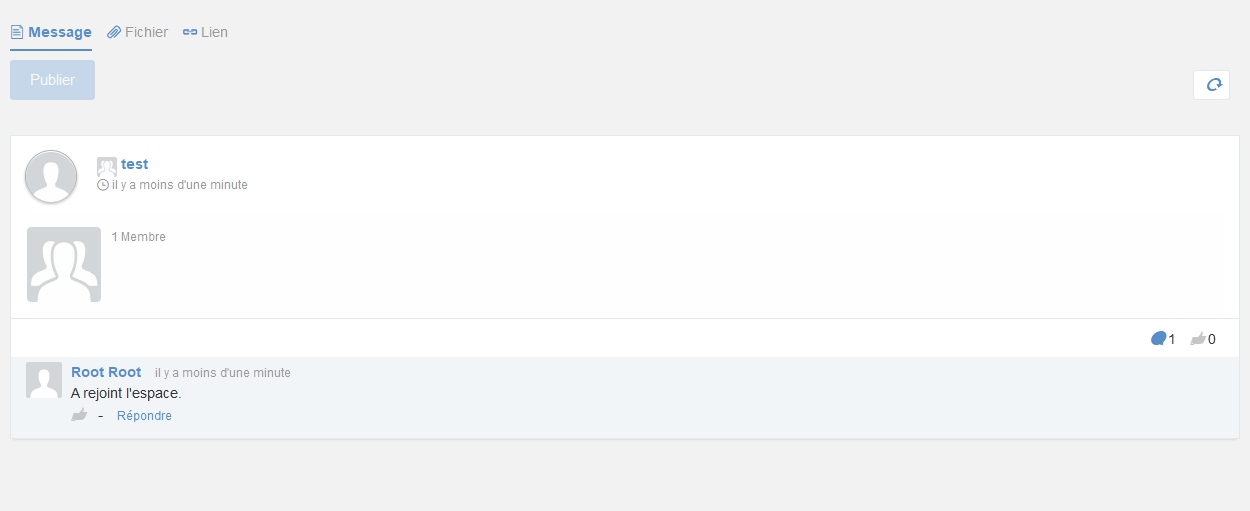 Message Fichier Lien
Publier
test
il y a moins d'une minute
1 Membre
1 0
Root Root il y a moins d'une minute
A rejoint l'espace.
- Répondre